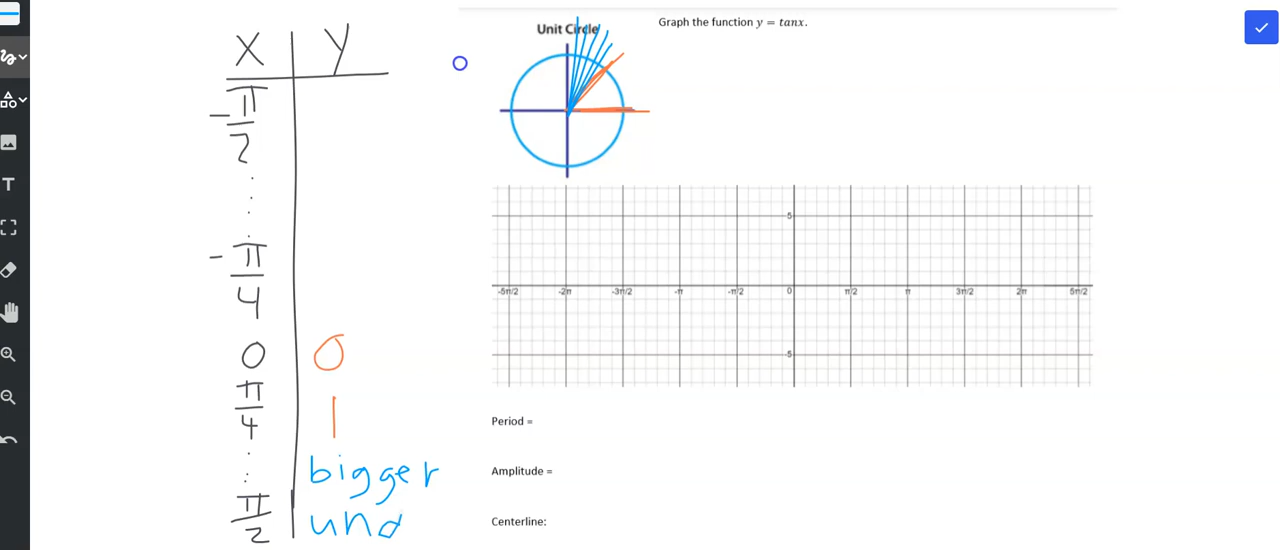 Unit Circle
Graph the function y = tanx.
X Y
-π/2
⋮
-π/4
0 0
π/4 1
⋮ bigger
π/2 und
5
-5π/2 -2π -3π/2 -π -π/2 0 π/2 π 3π/2 2π 5π/2
-5
Period =
Amplitude =
Centerline:
T